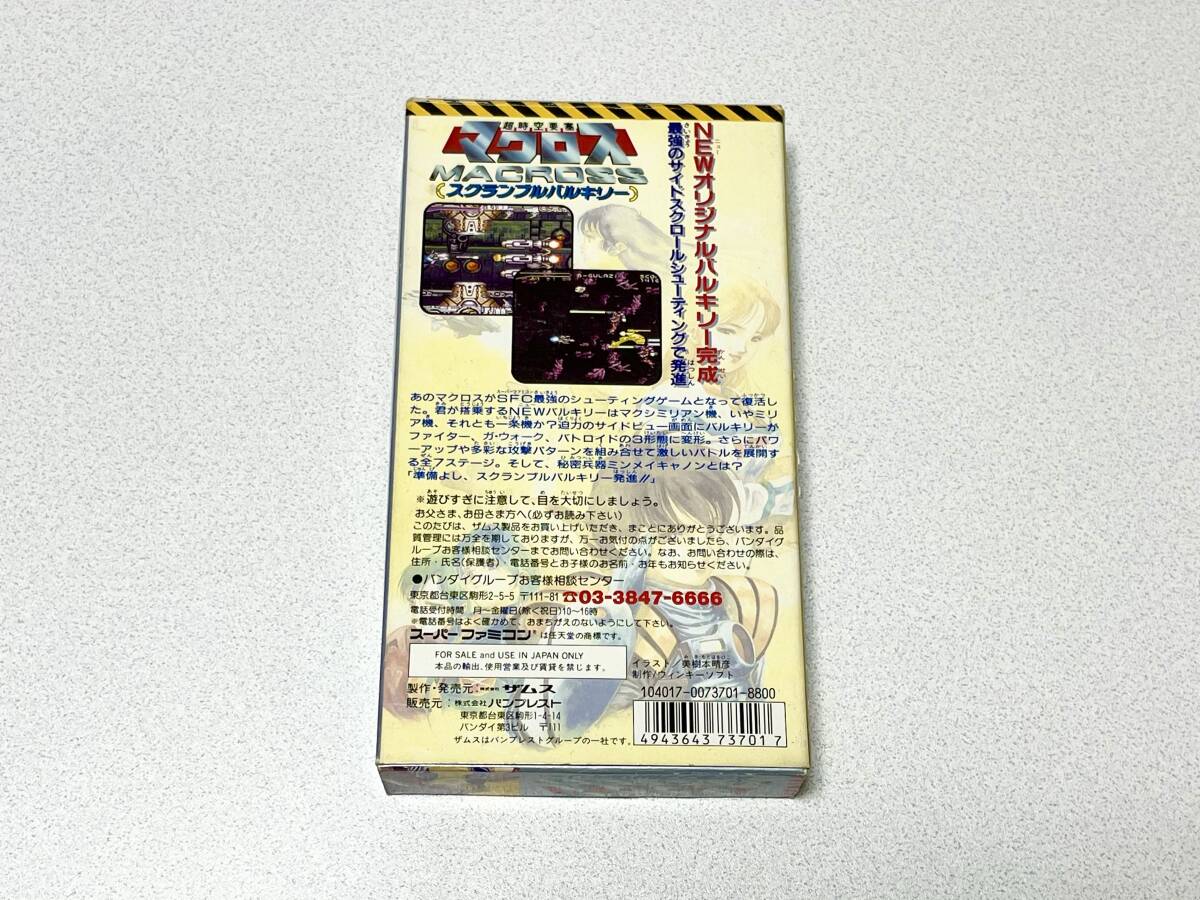 超時空要塞
マクロス
MACROSS
スクランブルバルキリー
NEWオリジナルバルキリー完成
最強のサイドスクロールシューティングで発進
あのマクロスがSFC最強のシューティングゲームとなって復活し
た。君が搭乗するNEWバルキリーはマクシミリアン機、いやミリ
ア機、それとも一条機か?迫力のサイドビュー画面にバルキリーが
ファイター、ガ・ウォーク、バトロイドの3形態に変形。さらにパワ
ーアップや多彩な攻撃パターンを組み合せて激しいバトルを展開す
る全7ステージ。そして、秘密兵器ミンメイキャノンとは?
「準備よし、スクランブルバルキリー発進!!」
※遊びすぎに注意して、目を大切にしましょう。
お父さま、お母さま方へ(必ずお読み下さい)
このたびは、ザムス製品をお買い上げいただき、まことにありがとうございます。品
質管理には万全を期しておりますが、万一お気付の点がございましたら、バンダイグ
ループお客様相談センターまでお問い合わせください。なお、お問い合わせの際は、
住所・氏名(保護者)・電話番号とお子様のお名前・お年もお知らせください。
●バンダイグループお客様相談センター
東京都台東区駒形2-5-5 〒111-81 ☎03-3847-6666
電話受付時間 月〜金曜日(除く祝日)10〜16時
※電話番号はよく確かめて、おまちがえのないようにして下さい。
スーパーファミコン®は任天堂の商標です。
FOR SALE and USE IN JAPAN ONLY
本品の輸出、使用営業及び賃貸を禁じます。
イラスト/美樹本晴彦
制作/ウィンキーソフト
製作・発売元:株式会社ザムス
販売元:株式会社バンプレスト
東京都台東区駒形1-4-14
バンダイ第3ビル 〒111
ザムスはバンプレストグループの一社です。
104017-0073701-8800
4943643737017